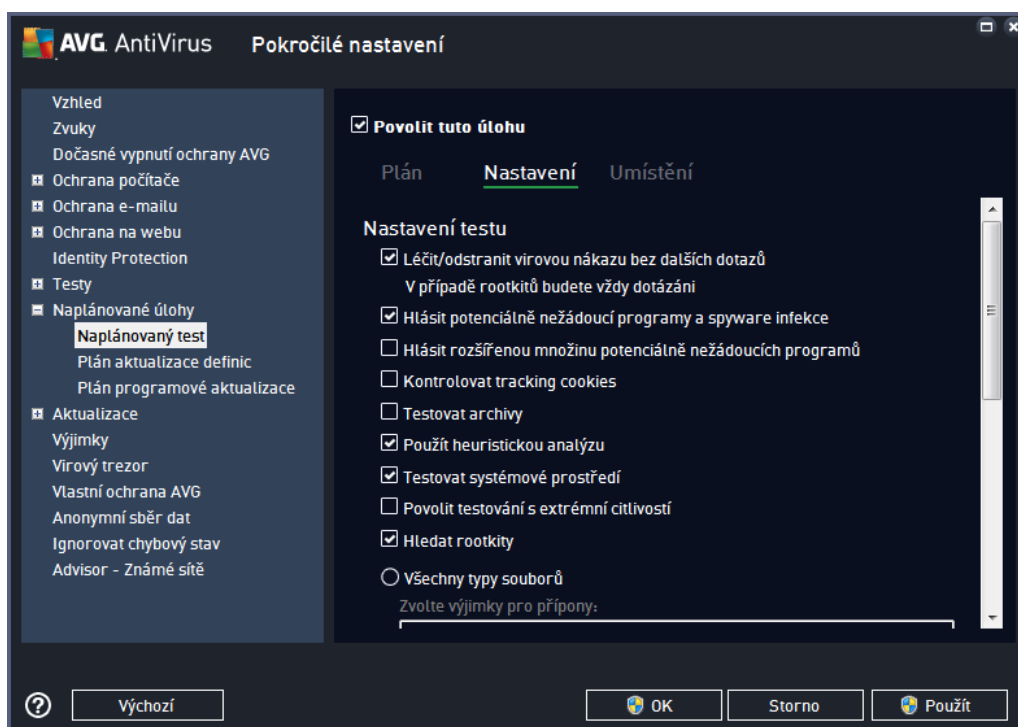 AVG. AntiVirus Pokročilé nastavení
Vzhled
Zvuky
Dočasné vypnutí ochrany AVG
Ochrana počítače
Ochrana e-mailu
Ochrana na webu
Identity Protection
Testy
Naplánované úlohy
Naplánovaný test
Plán aktualizace definic
Plán programové aktualizace
Aktualizace
Výjimky
Virový trezor
Vlastní ochrana AVG
Anonymní sběr dat
Ignorovat chybový stav
Advisor - Známé sítě
Povolit tuto úlohu
Plán Nastavení Umístění
Nastavení testu
Léčit/odstranit virovou nákazu bez dalších dotazů
V případě rootkitů budete vždy dotázáni
Hlásit potenciálně nežádoucí programy a spyware infekce
Hlásit rozšířenou množinu potenciálně nežádoucích programů
Kontrolovat tracking cookies
Testovat archivy
Použít heuristickou analýzu
Testovat systémové prostředí
Povolit testování s extrémní citlivostí
Hledat rootkity
Všechny typy souborů
Zvolte výjimky pro přípony:
? Výchozí OK Storno Použít